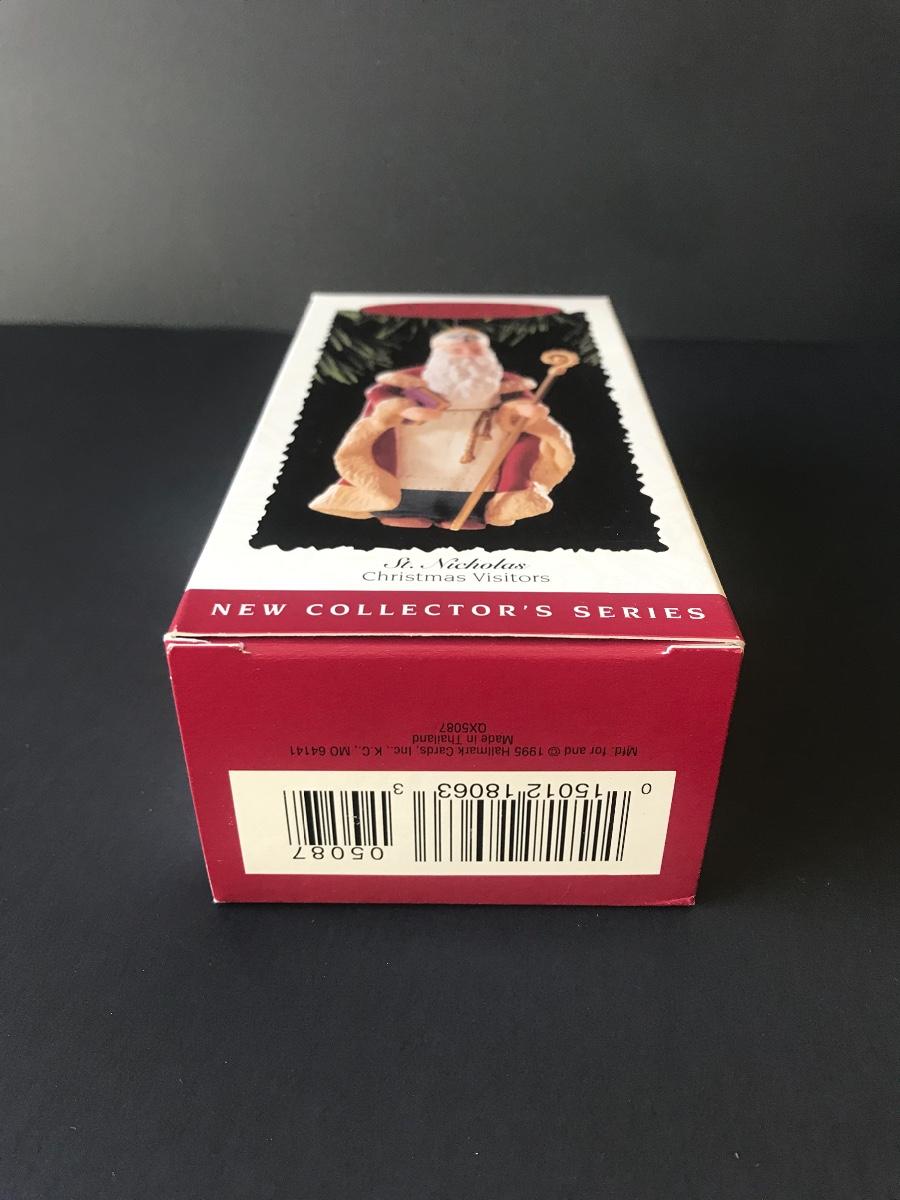 St. Nicholas
Christmas Visitors
NEW COLLECTOR'S SERIES
Mfd. for and © 1995 Hallmark Cards, Inc., K.C., MO 64141
Made in Thailand
QX5087
0 15012 18063 3
05087